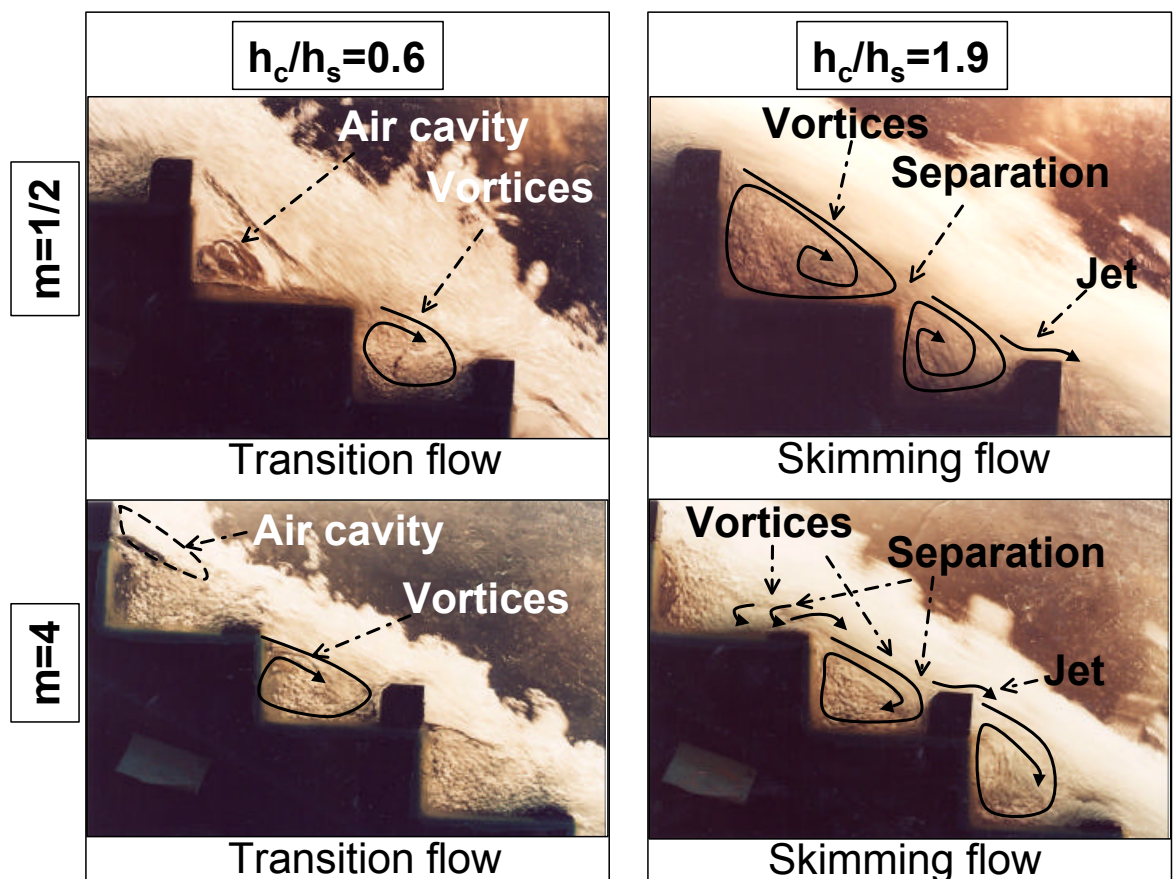 h_c/h_s=0.6
h_c/h_s=1.9
m=1/2
Air cavity
Vortices
Transition flow
Vortices
Separation
Jet
Skimming flow
m=4
Air cavity
Vortices
Transition flow
Vortices
Separation
Jet
Skimming flow